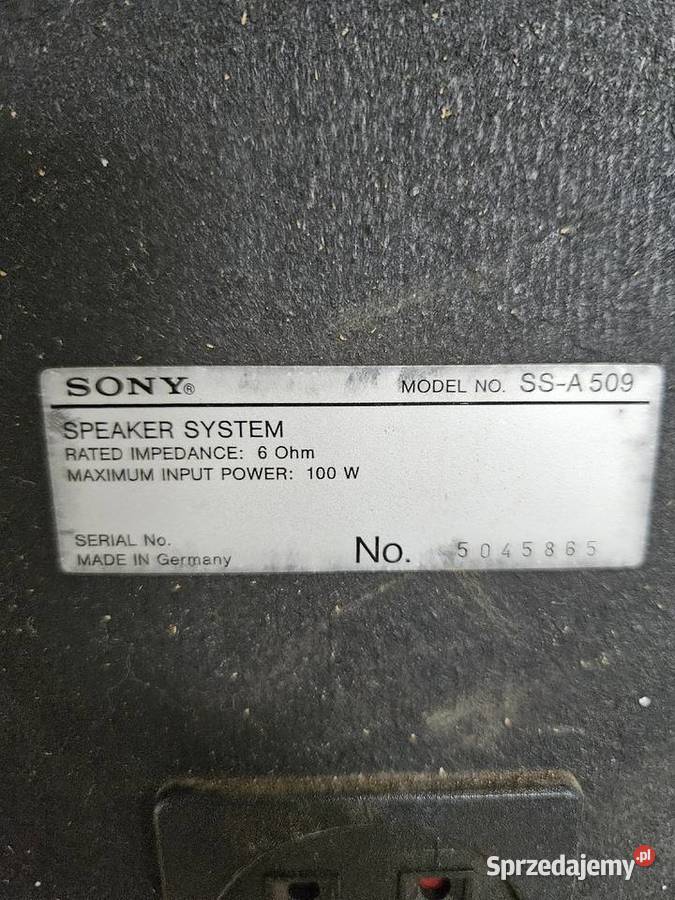 SONY® MODEL NO. SS-A 509
SPEAKER SYSTEM
RATED IMPEDANCE: 6 Ohm
MAXIMUM INPUT POWER: 100 W
SERIAL No.
MADE IN Germany No. 5045865
Sprzedajemy.pl